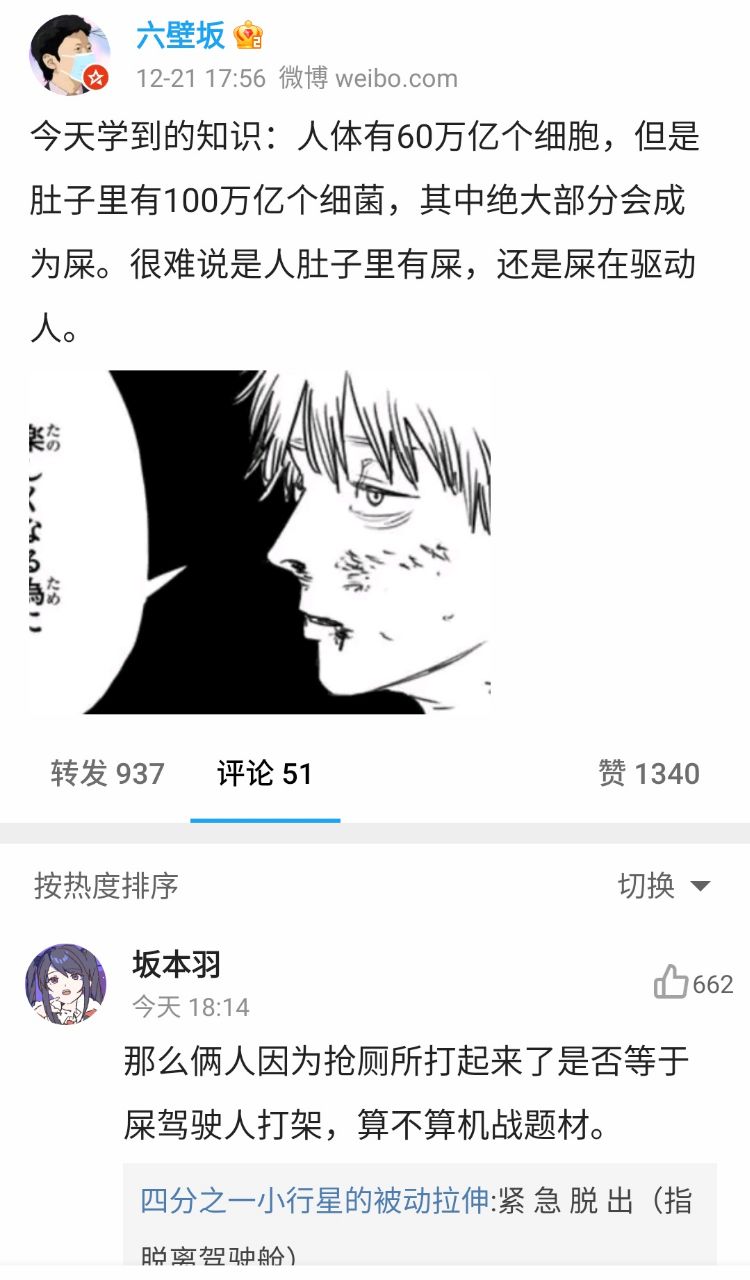 六壁坂
12-21 17:56 微博 weibo.com
今天学到的知识：人体有60万亿个细胞，但是
肚子里有100万亿个细菌，其中绝大部分会成
为屎。很难说是人肚子里有屎，还是屎在驱动
人。
楽しくなる為に
たの
ため
转发 937
评论 51
赞 1340
按热度排序
切换
坂本羽
今天 18:14
662
那么俩人因为抢厕所打起来了是否等于
屎驾驶人打架，算不算机战题材。
四分之一小行星的被动拉伸:紧 急 脱 出（指
脱离驾驶舱）